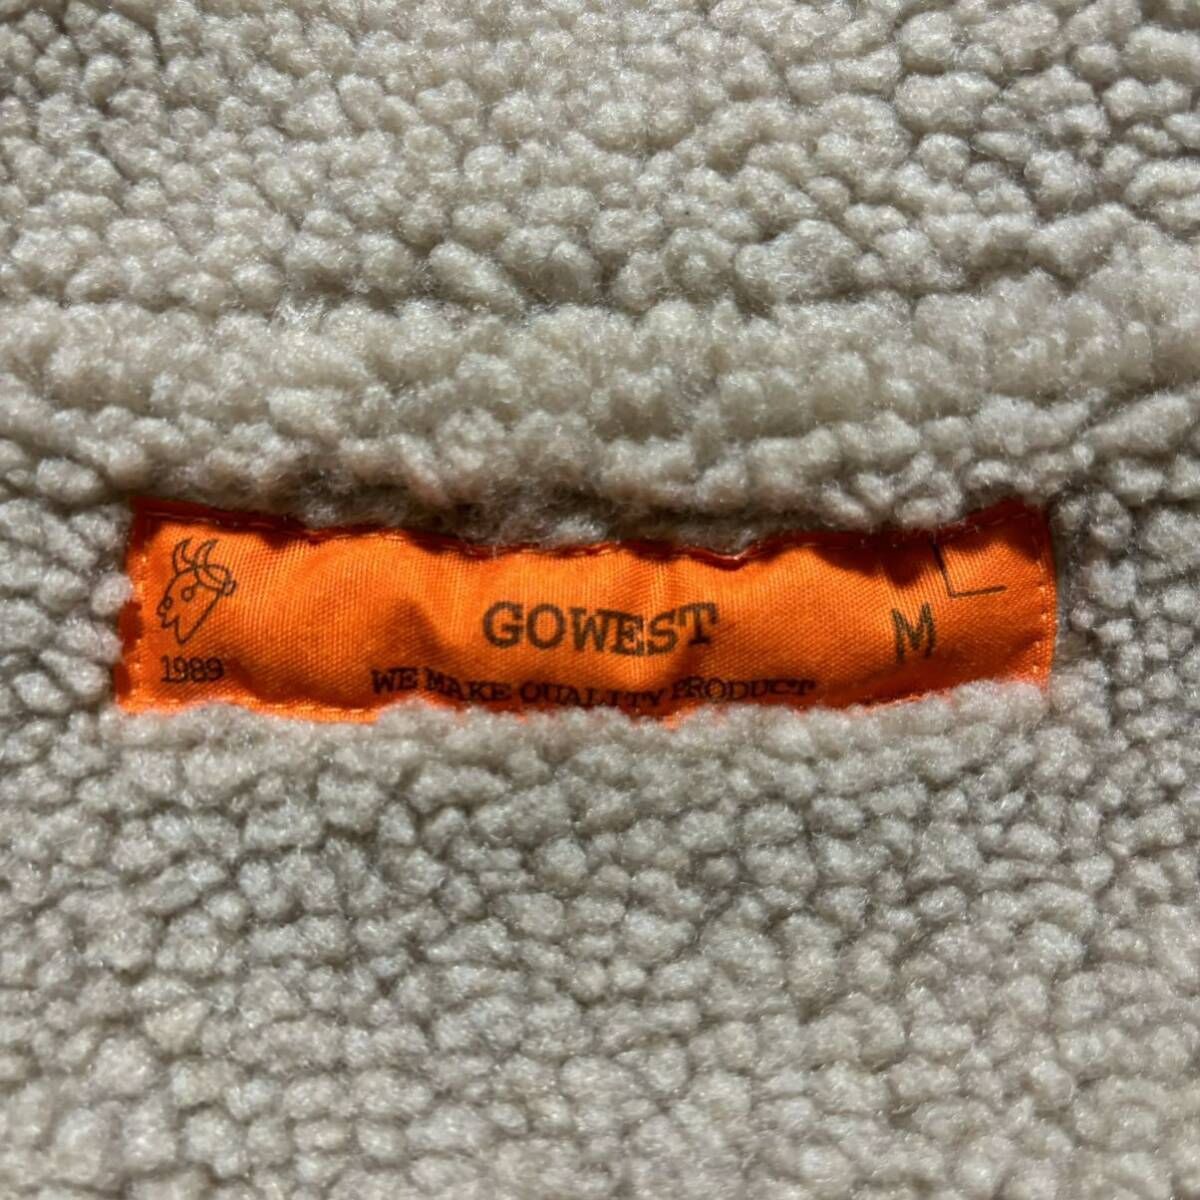 1989
GOWEST
WE MAKE QUALITY PRODUCT
M